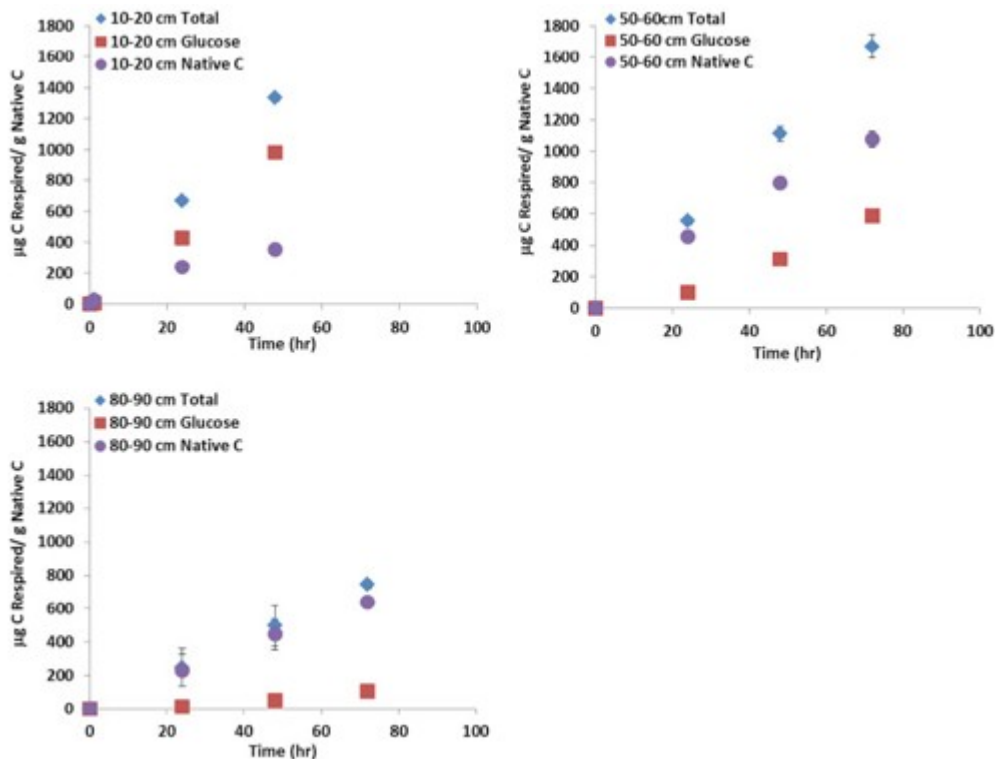 10-20 cm Total
10-20 cm Glucose
10-20 cm Native C
µg C Respired/ g Native C
1800
1600
1400
1200
1000
800
600
400
200
0
0 20 40 60 80 100
Time (hr)
50-60cm Total
50-60 cm Glucose
50-60 cm Native C
µg C Respired/ g Native C
1800
1600
1400
1200
1000
800
600
400
200
0
0 20 40 60 80 100
Time (hr)
80-90 cm Total
80-90 cm Glucose
80-90 cm Native C
µg C Respired/ g Native C
1800
1600
1400
1200
1000
800
600
400
200
0
0 20 40 60 80 100
Time (hr)